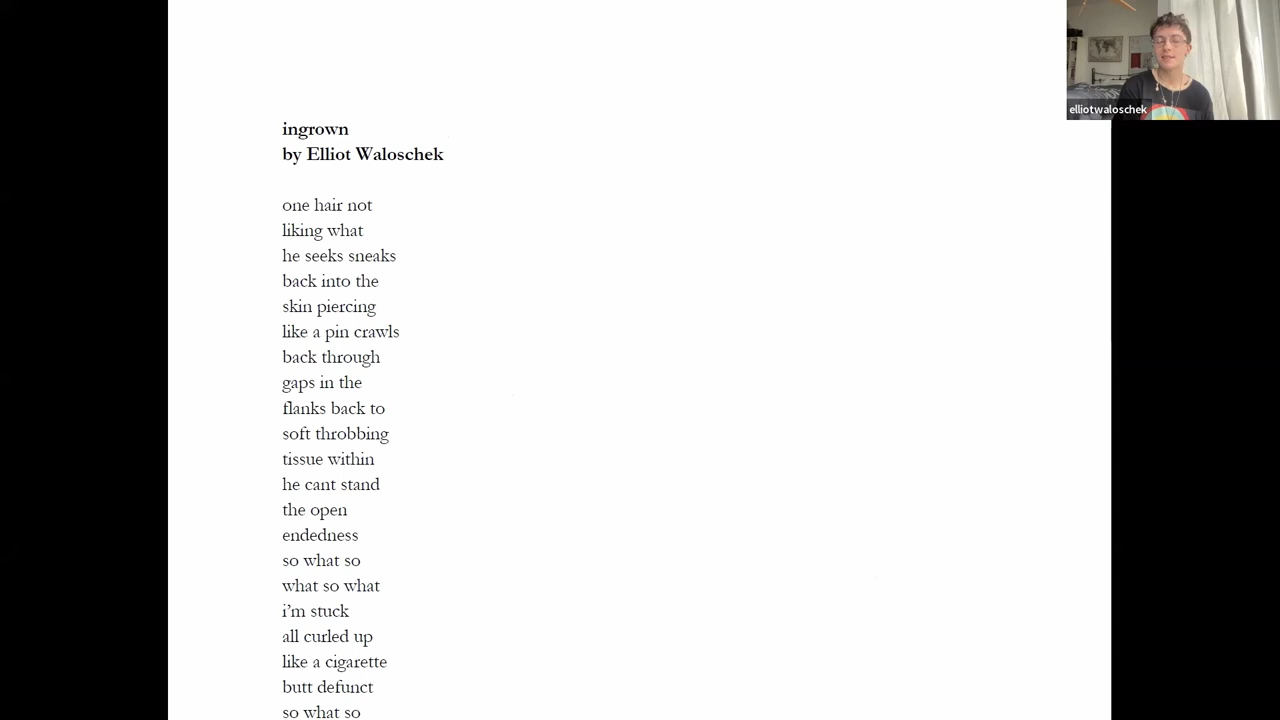 ingrown
by Elliot Waloschek
one hair not
liking what
he seeks sneaks
back into the
skin piercing
like a pin crawls
back through
gaps in the
flanks back to
soft throbbing
tissue within
he cant stand
the open
endedness
so what so
what so what
i’m stuck
all curled up
like a cigarette
butt defunct
so what so
elliotwaloschek